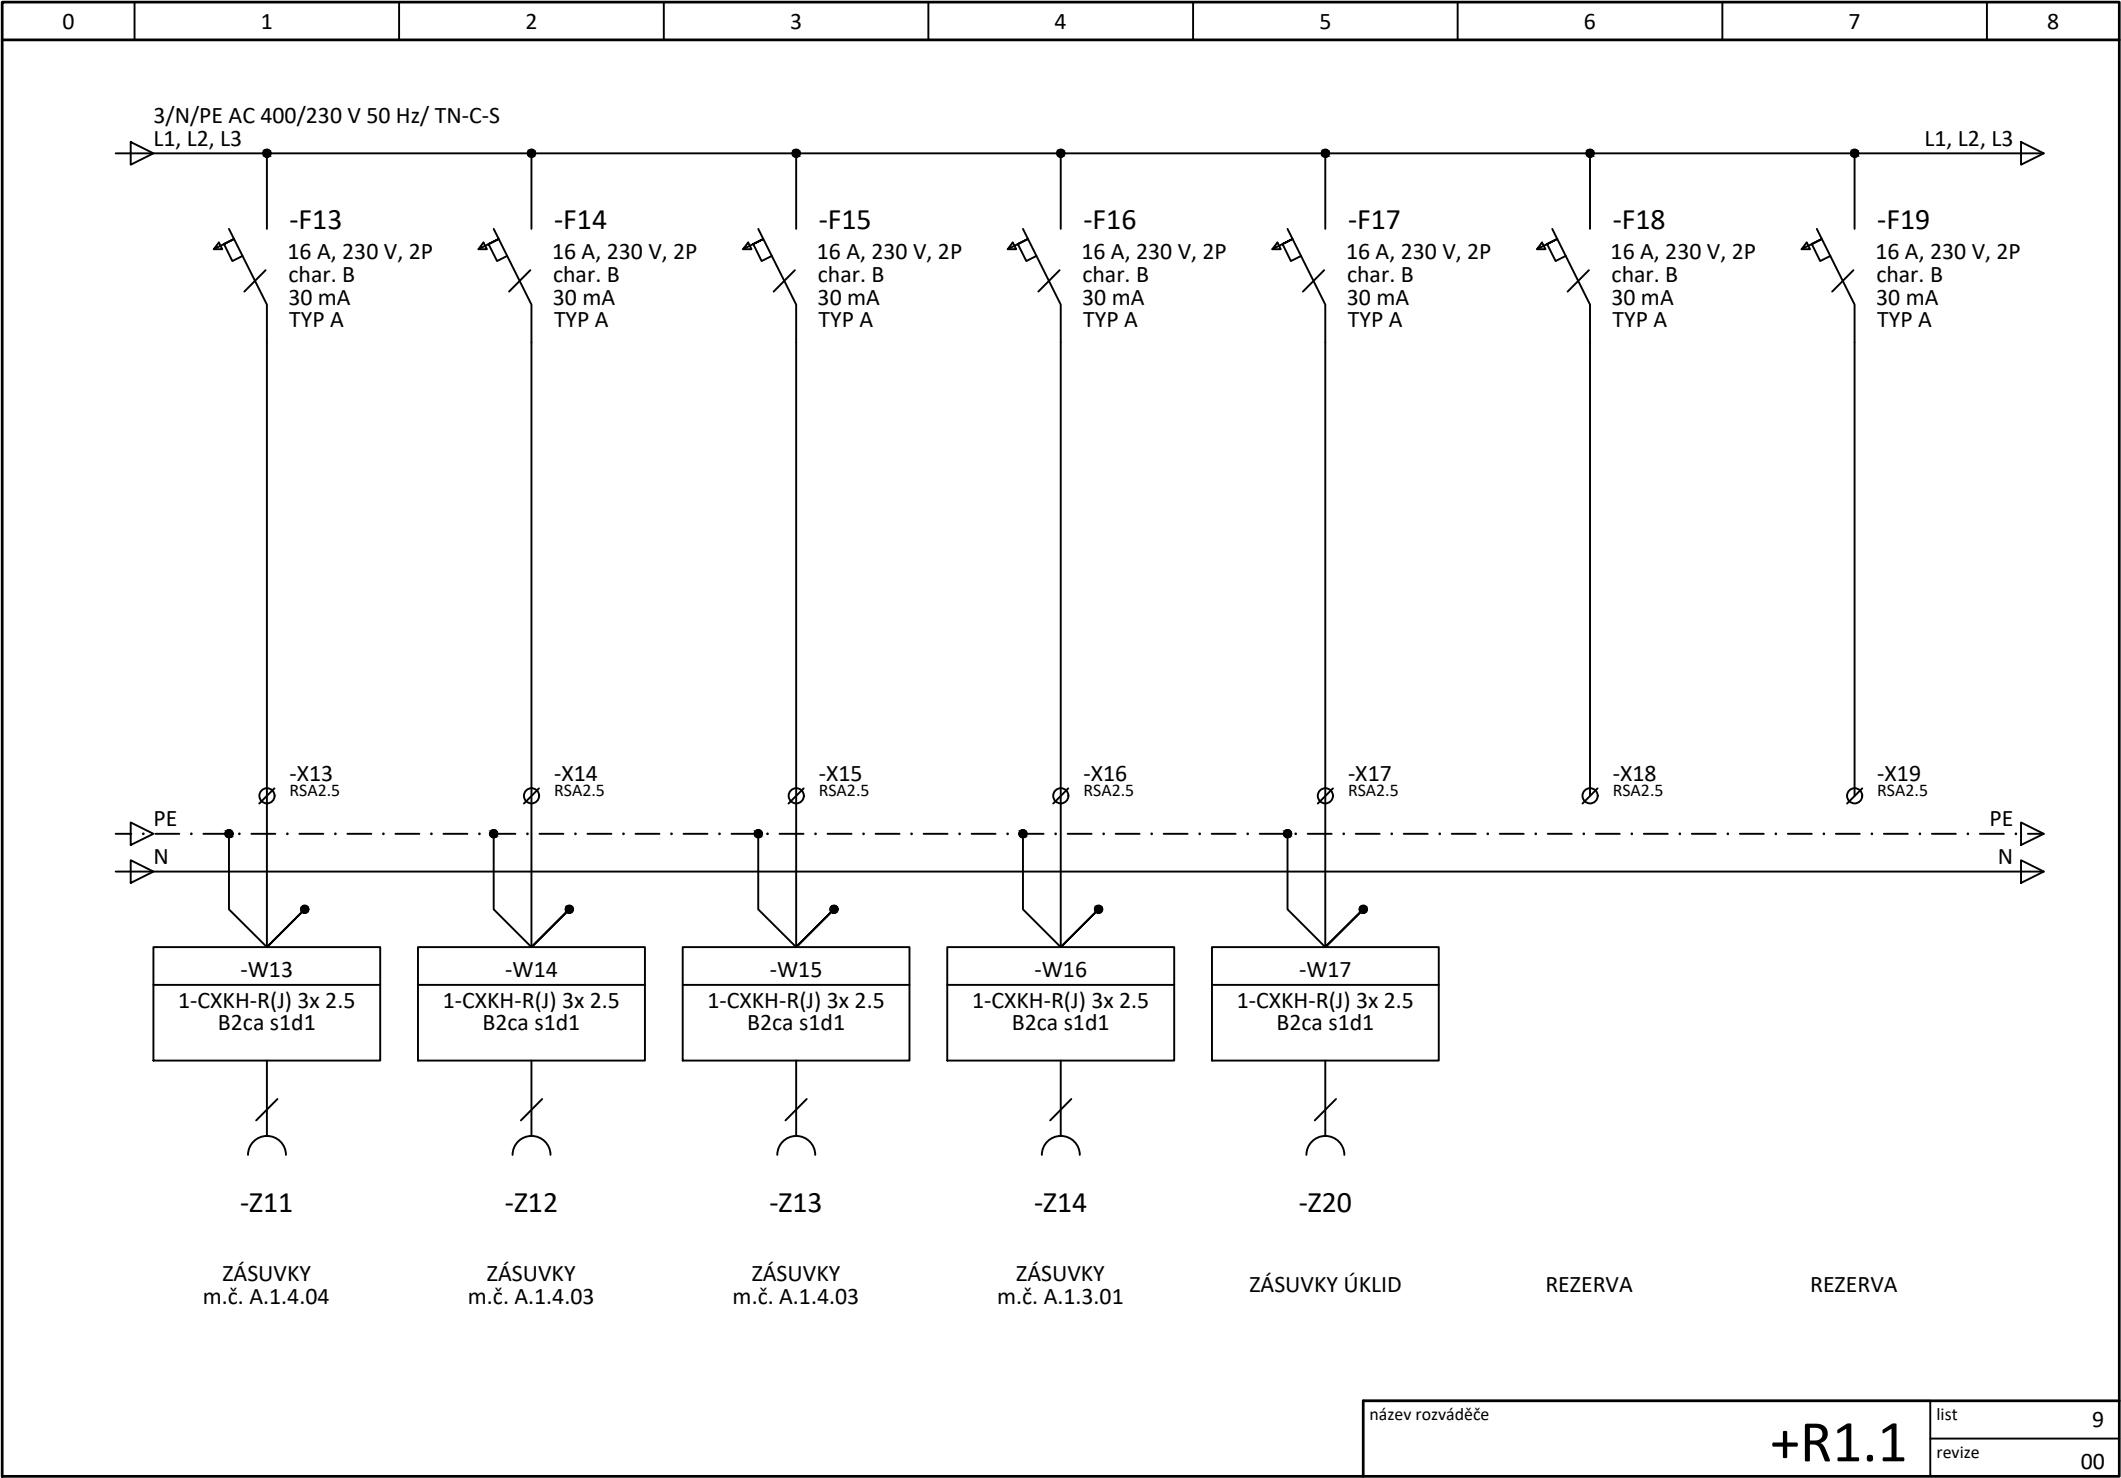 0 1 2 3 4 5 6 7 8
3/N/PE AC 400/230 V 50 Hz/ TN-C-S
L1, L2, L3
L1, L2, L3
-F13
16 A, 230 V, 2P
char. B
30 mA
TYP A
-F14
16 A, 230 V, 2P
char. B
30 mA
TYP A
-F15
16 A, 230 V, 2P
char. B
30 mA
TYP A
-F16
16 A, 230 V, 2P
char. B
30 mA
TYP A
-F17
16 A, 230 V, 2P
char. B
30 mA
TYP A
-F18
16 A, 230 V, 2P
char. B
30 mA
TYP A
-F19
16 A, 230 V, 2P
char. B
30 mA
TYP A
-X13
RSA2.5
-X14
RSA2.5
-X15
RSA2.5
-X16
RSA2.5
-X17
RSA2.5
-X18
RSA2.5
-X19
RSA2.5
PE
PE
N
N
-W13
1-CXKH-R(J) 3x 2.5
B2ca s1d1
-W14
1-CXKH-R(J) 3x 2.5
B2ca s1d1
-W15
1-CXKH-R(J) 3x 2.5
B2ca s1d1
-W16
1-CXKH-R(J) 3x 2.5
B2ca s1d1
-W17
1-CXKH-R(J) 3x 2.5
B2ca s1d1
-Z11
-Z12
-Z13
-Z14
-Z20
ZÁSUVKY
m.č. A.1.4.04
ZÁSUVKY
m.č. A.1.4.03
ZÁSUVKY
m.č. A.1.4.03
ZÁSUVKY
m.č. A.1.3.01
ZÁSUVKY ÚKLID
REZERVA
REZERVA
název rozváděče
+R1.1
list 9
revize 00